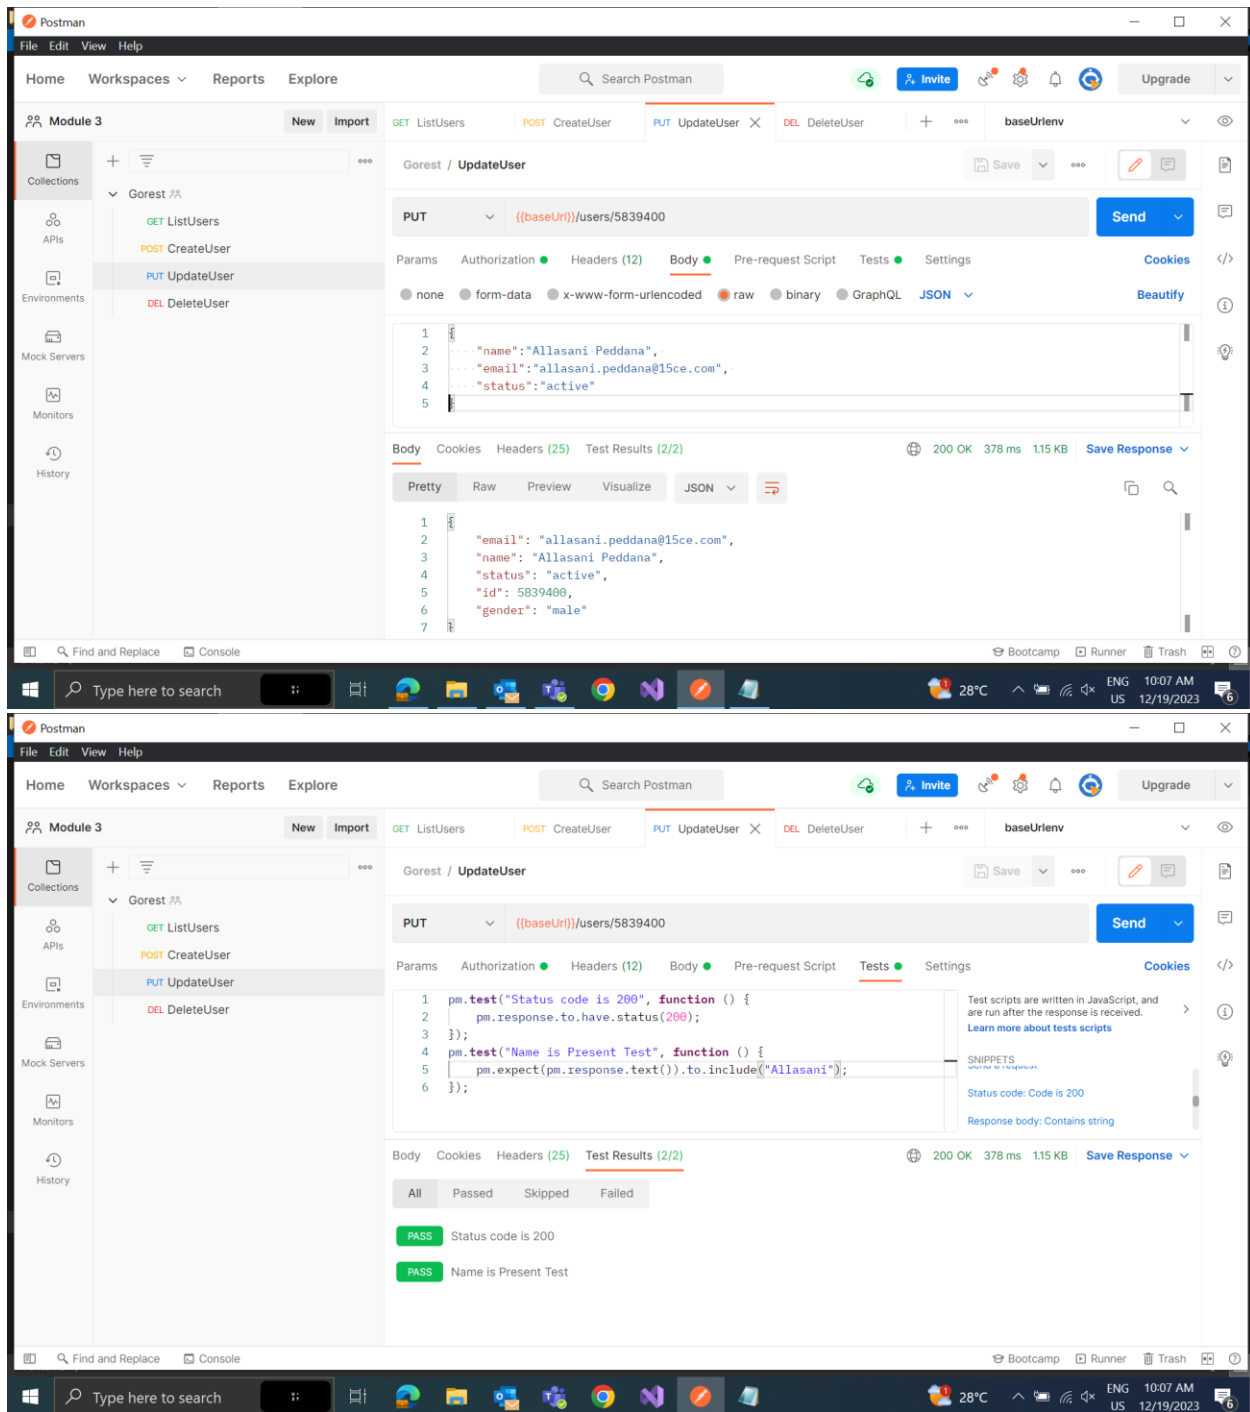 Postman
File Edit View Help
Home Workspaces Reports Explore Search Postman Invite Upgrade
Module 3 New Import GET ListUsers POST CreateUser PUT UpdateUser DEL DeleteUser baseUrlenv
Collections
Gorest / UpdateUser Save
Gorest
APIs
GET ListUsers
PUT {{baseUrl}}/users/5839400 Send
POST CreateUser
Params Authorization Headers (12) Body Pre-request Script Tests Settings Cookies
Environments
PUT UpdateUser
none form-data x-www-form-urlencoded raw binary GraphQL JSON Beautify
DEL DeleteUser
Mock Servers
Monitors
History
1 {
2 "name":"Allasani Peddana",
3 "email":"allasani.peddana@15ce.com",
4 "status":"active"
5 }
Body Cookies Headers (25) Test Results (2/2) 200 OK 378 ms 1.15 KB Save Response
Pretty Raw Preview Visualize JSON
1 {
2 "email": "allasani.peddana@15ce.com",
3 "name": "Allasani Peddana",
4 "status": "active",
5 "id": 5839400,
6 "gender": "male"
7 }
Find and Replace Console Bootcamp Runner Trash
Type here to search 1 28°C ENG 10:07 AM
US 12/19/2023 6
Postman
File Edit View Help
Home Workspaces Reports Explore Search Postman Invite Upgrade
Module 3 New Import GET ListUsers POST CreateUser PUT UpdateUser DEL DeleteUser baseUrlenv
Collections
Gorest / UpdateUser Save
Gorest
APIs
GET ListUsers
PUT {{baseUrl}}/users/5839400 Send
POST CreateUser
Params Authorization Headers (12) Body Pre-request Script Tests Settings Cookies
Environments
PUT UpdateUser
DEL DeleteUser
Mock Servers
Monitors
History
1 pm.test("Status code is 200", function () {
2 pm.response.to.have.status(200);
3 });
4 pm.test("Name is Present Test", function () {
5 pm.expect(pm.response.text()).to.include("Allasani");
6 });
Test scripts are written in JavaScript, and
are run after the response is received.
Learn more about tests scripts
SNIPPETS
Send a request
Status code: Code is 200
Response body: Contains string
Body Cookies Headers (25) Test Results (2/2) 200 OK 378 ms 1.15 KB Save Response
All Passed Skipped Failed
PASS Status code is 200
PASS Name is Present Test
Find and Replace Console Bootcamp Runner Trash
Type here to search 1 28°C ENG 10:07 AM
US 12/19/2023 6